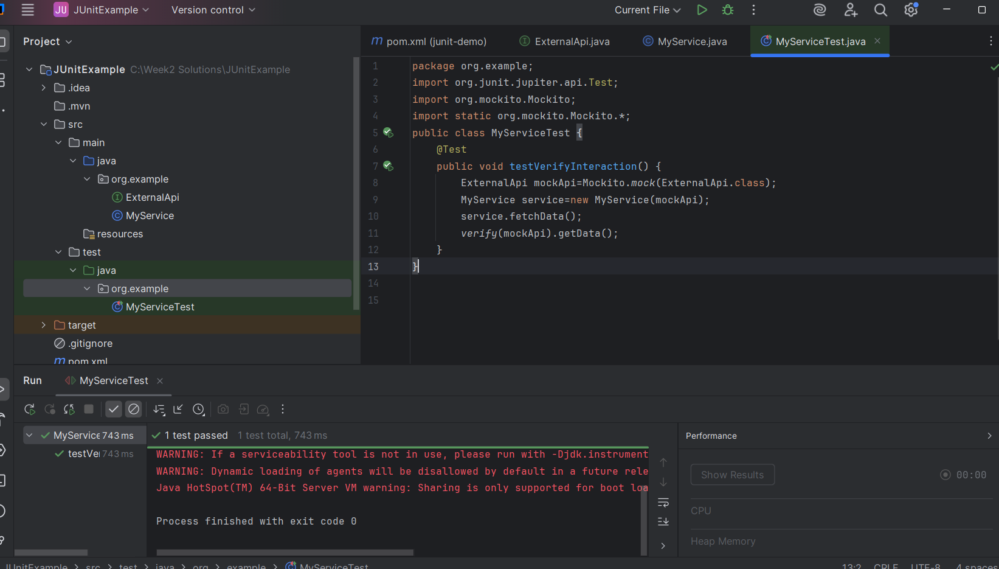 JU JUnitExample Version control Current File
Project
pom.xml (junit-demo) ExternalApi.java MyService.java MyServiceTest.java
JUnitExample C:\Week2 Solutions\JUnitExample
.idea
.mvn
src
main
java
org.example
ExternalApi
MyService
resources
test
java
org.example
MyServiceTest
target
.gitignore
pom.xml
1 package org.example;
2 import org.junit.jupiter.api.Test;
3 import org.mockito.Mockito;
4 import static org.mockito.Mockito.*;
5 public class MyServiceTest {
6 @Test
7 public void testVerifyInteraction() {
8 ExternalApi mockApi=Mockito.mock(ExternalApi.class);
9 MyService service=new MyService(mockApi);
10 service.fetchData();
11 verify(mockApi).getData();
12 }
13 }
14
15
Run MyServiceTest
MyService 743 ms
testVe 743 ms
1 test passed 1 test total, 743 ms
WARNING: If a serviceability tool is not in use, please run with -Djdk.instrument
WARNING: Dynamic loading of agents will be disallowed by default in a future rele
Java HotSpot(TM) 64-Bit Server VM warning: Sharing is only supported for boot loa
Process finished with exit code 0
Performance
Show Results 00:00
CPU
Heap Memory
JUnitExample > src > test > java > org > example > MyServiceTest 13:2 CRLF UTF-8 4 spaces